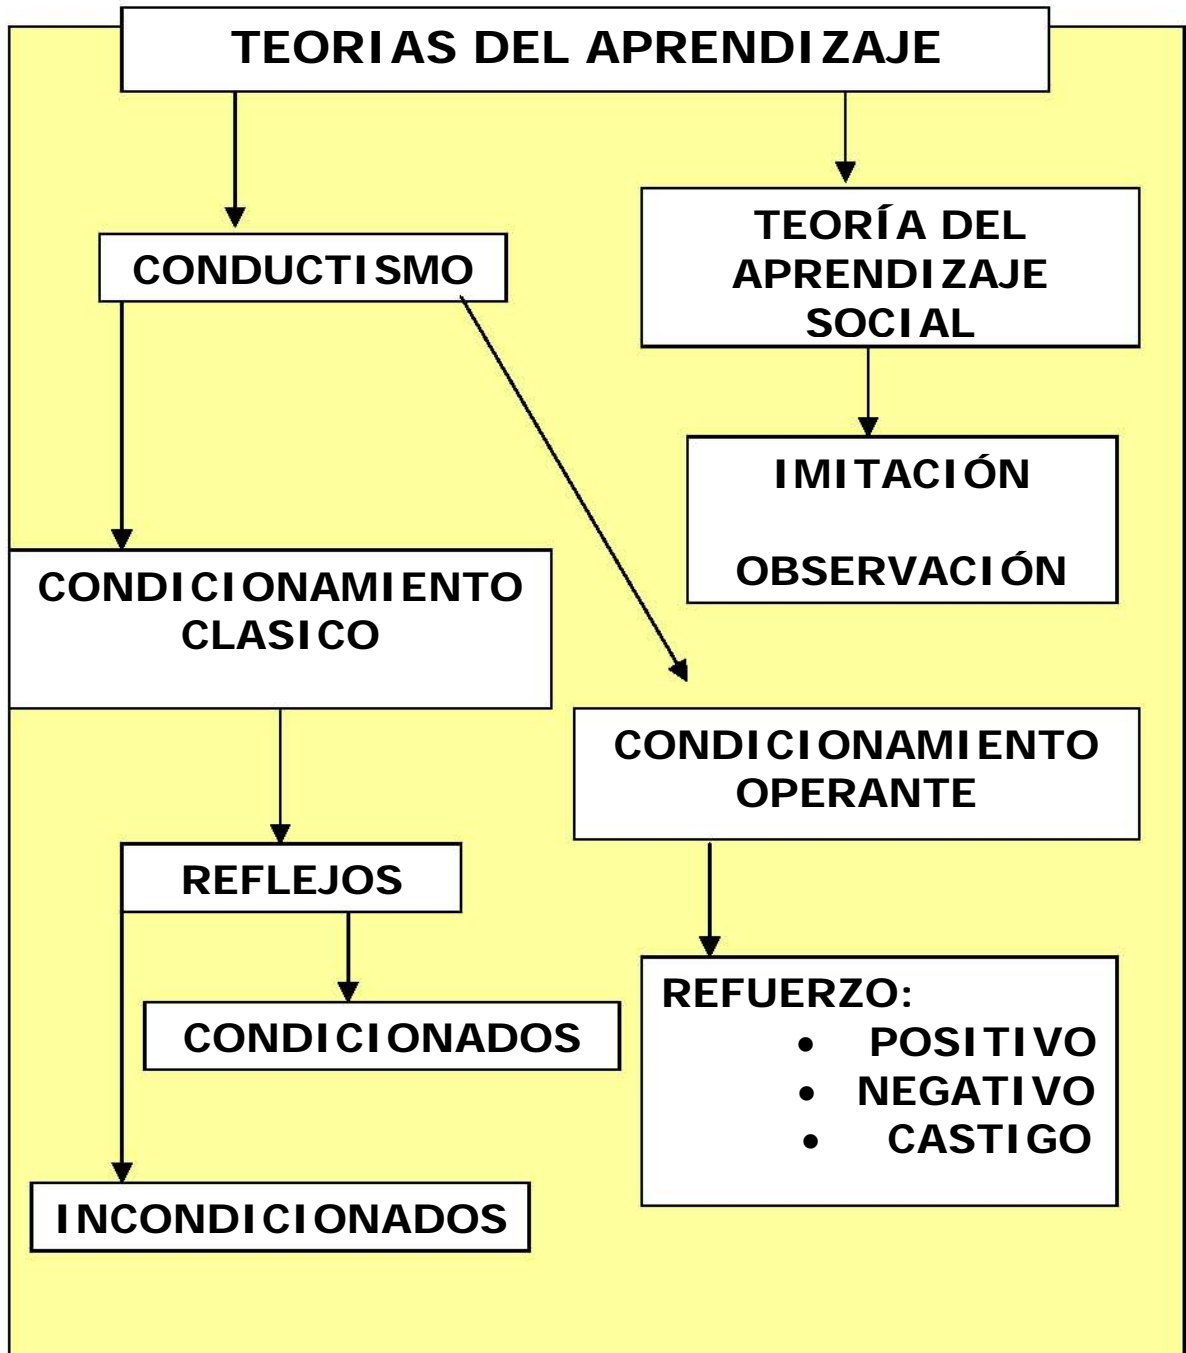 TEORIAS DEL APRENDIZAJE
CONDUCTISMO
TEORÍA DEL
APRENDIZAJE
SOCIAL
IMITACIÓN
OBSERVACIÓN
CONDICIONAMIENTO
CLASICO
CONDICIONAMIENTO
OPERANTE
REFLEJOS
CONDICIONADOS
INCONDICIONADOS
REFUERZO:
• POSITIVO
• NEGATIVO
• CASTIGO